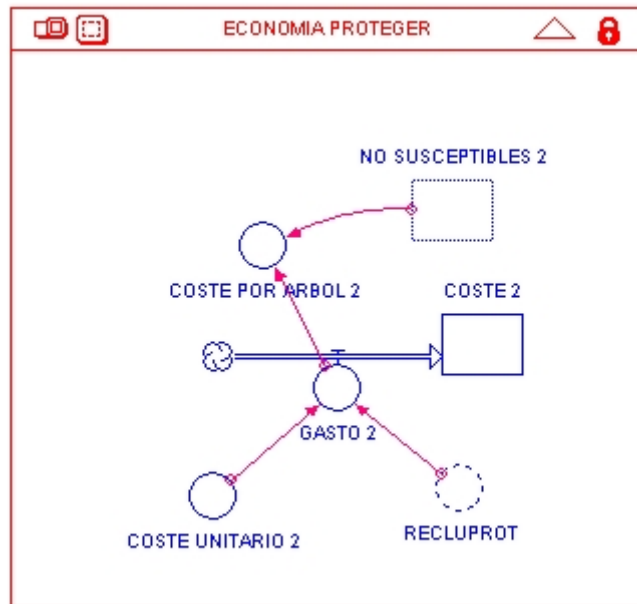 ECONOMIA PROTEGER
NO SUSCEPTIBLES 2
COSTE POR ARBOL 2
COSTE 2
GASTO 2
COSTE UNITARIO 2
RECLUPROT